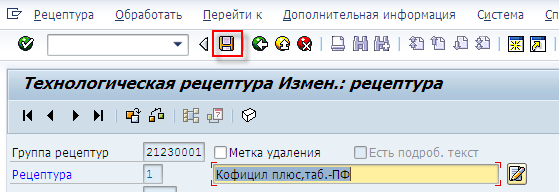 Рецептура Обработать Перейти к Дополнительная информация Система
Технологическая рецептура Измен.: рецептура
Группа рецептур 21230001 Метка удаления Есть подроб. текст
Рецептура 1 Кофицил плюс,таб.-ПФ